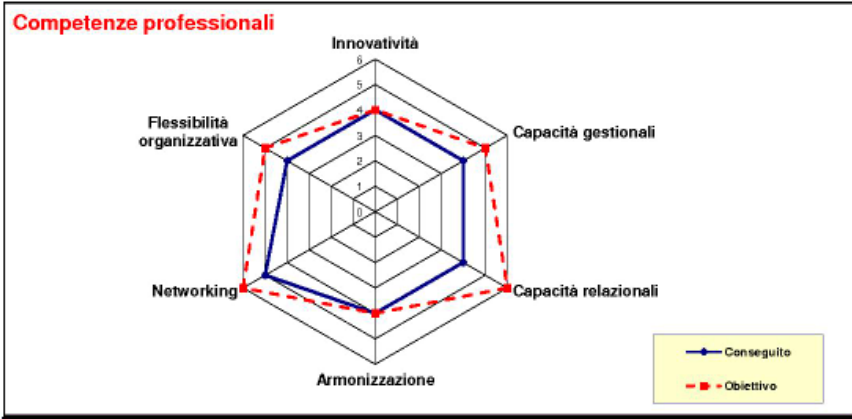 Competenze professionali
Innovatività
6
5
4
3
2
1
0
Flessibilità
organizzativa
Capacità gestionali
Networking
Capacità relazionali
Armonizzazione
Conseguito
Obiettivo